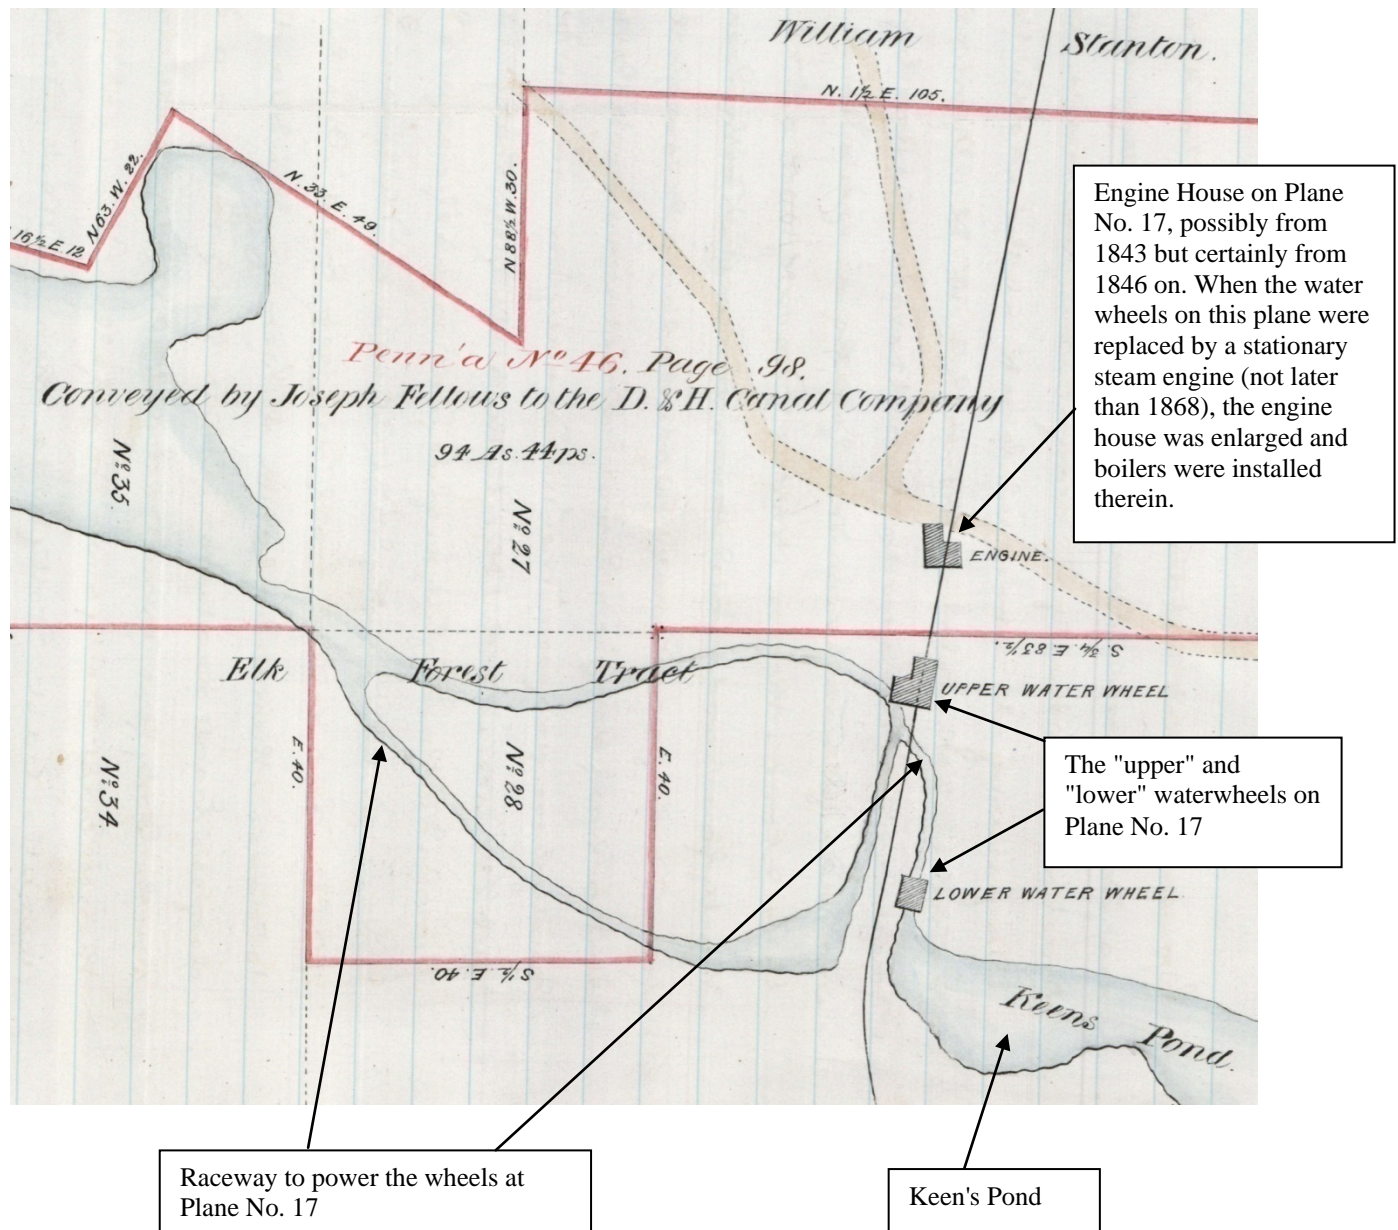 William Stanton.
N. 1½ E. 105.
N63. W. 22.
N. 33. E. 49.
N 88½ W. 30.
16½ E 12
Engine House on Plane
No. 17, possibly from
1843 but certainly from
1846 on. When the water
wheels on this plane were
replaced by a stationary
steam engine (not later
than 1868), the engine
house was enlarged and
boilers were installed
therein.
Penn'a Nº 46. Page 98.
Conveyed by Joseph Fellows to the D. & H. Canal Company
94 As. 44 ps.
Nº 35.
Nº 27
ENGINE.
S. ¾ E. 83½.
Elk Forest Tract
UPPER WATER WHEEL
E. 40.
Nº 28.
E. 40.
Nº 34
The "upper" and
"lower" waterwheels on
Plane No. 17
LOWER WATER WHEEL.
S½ E. 40.
Keens Pond.
Raceway to power the wheels at
Plane No. 17
Keen's Pond